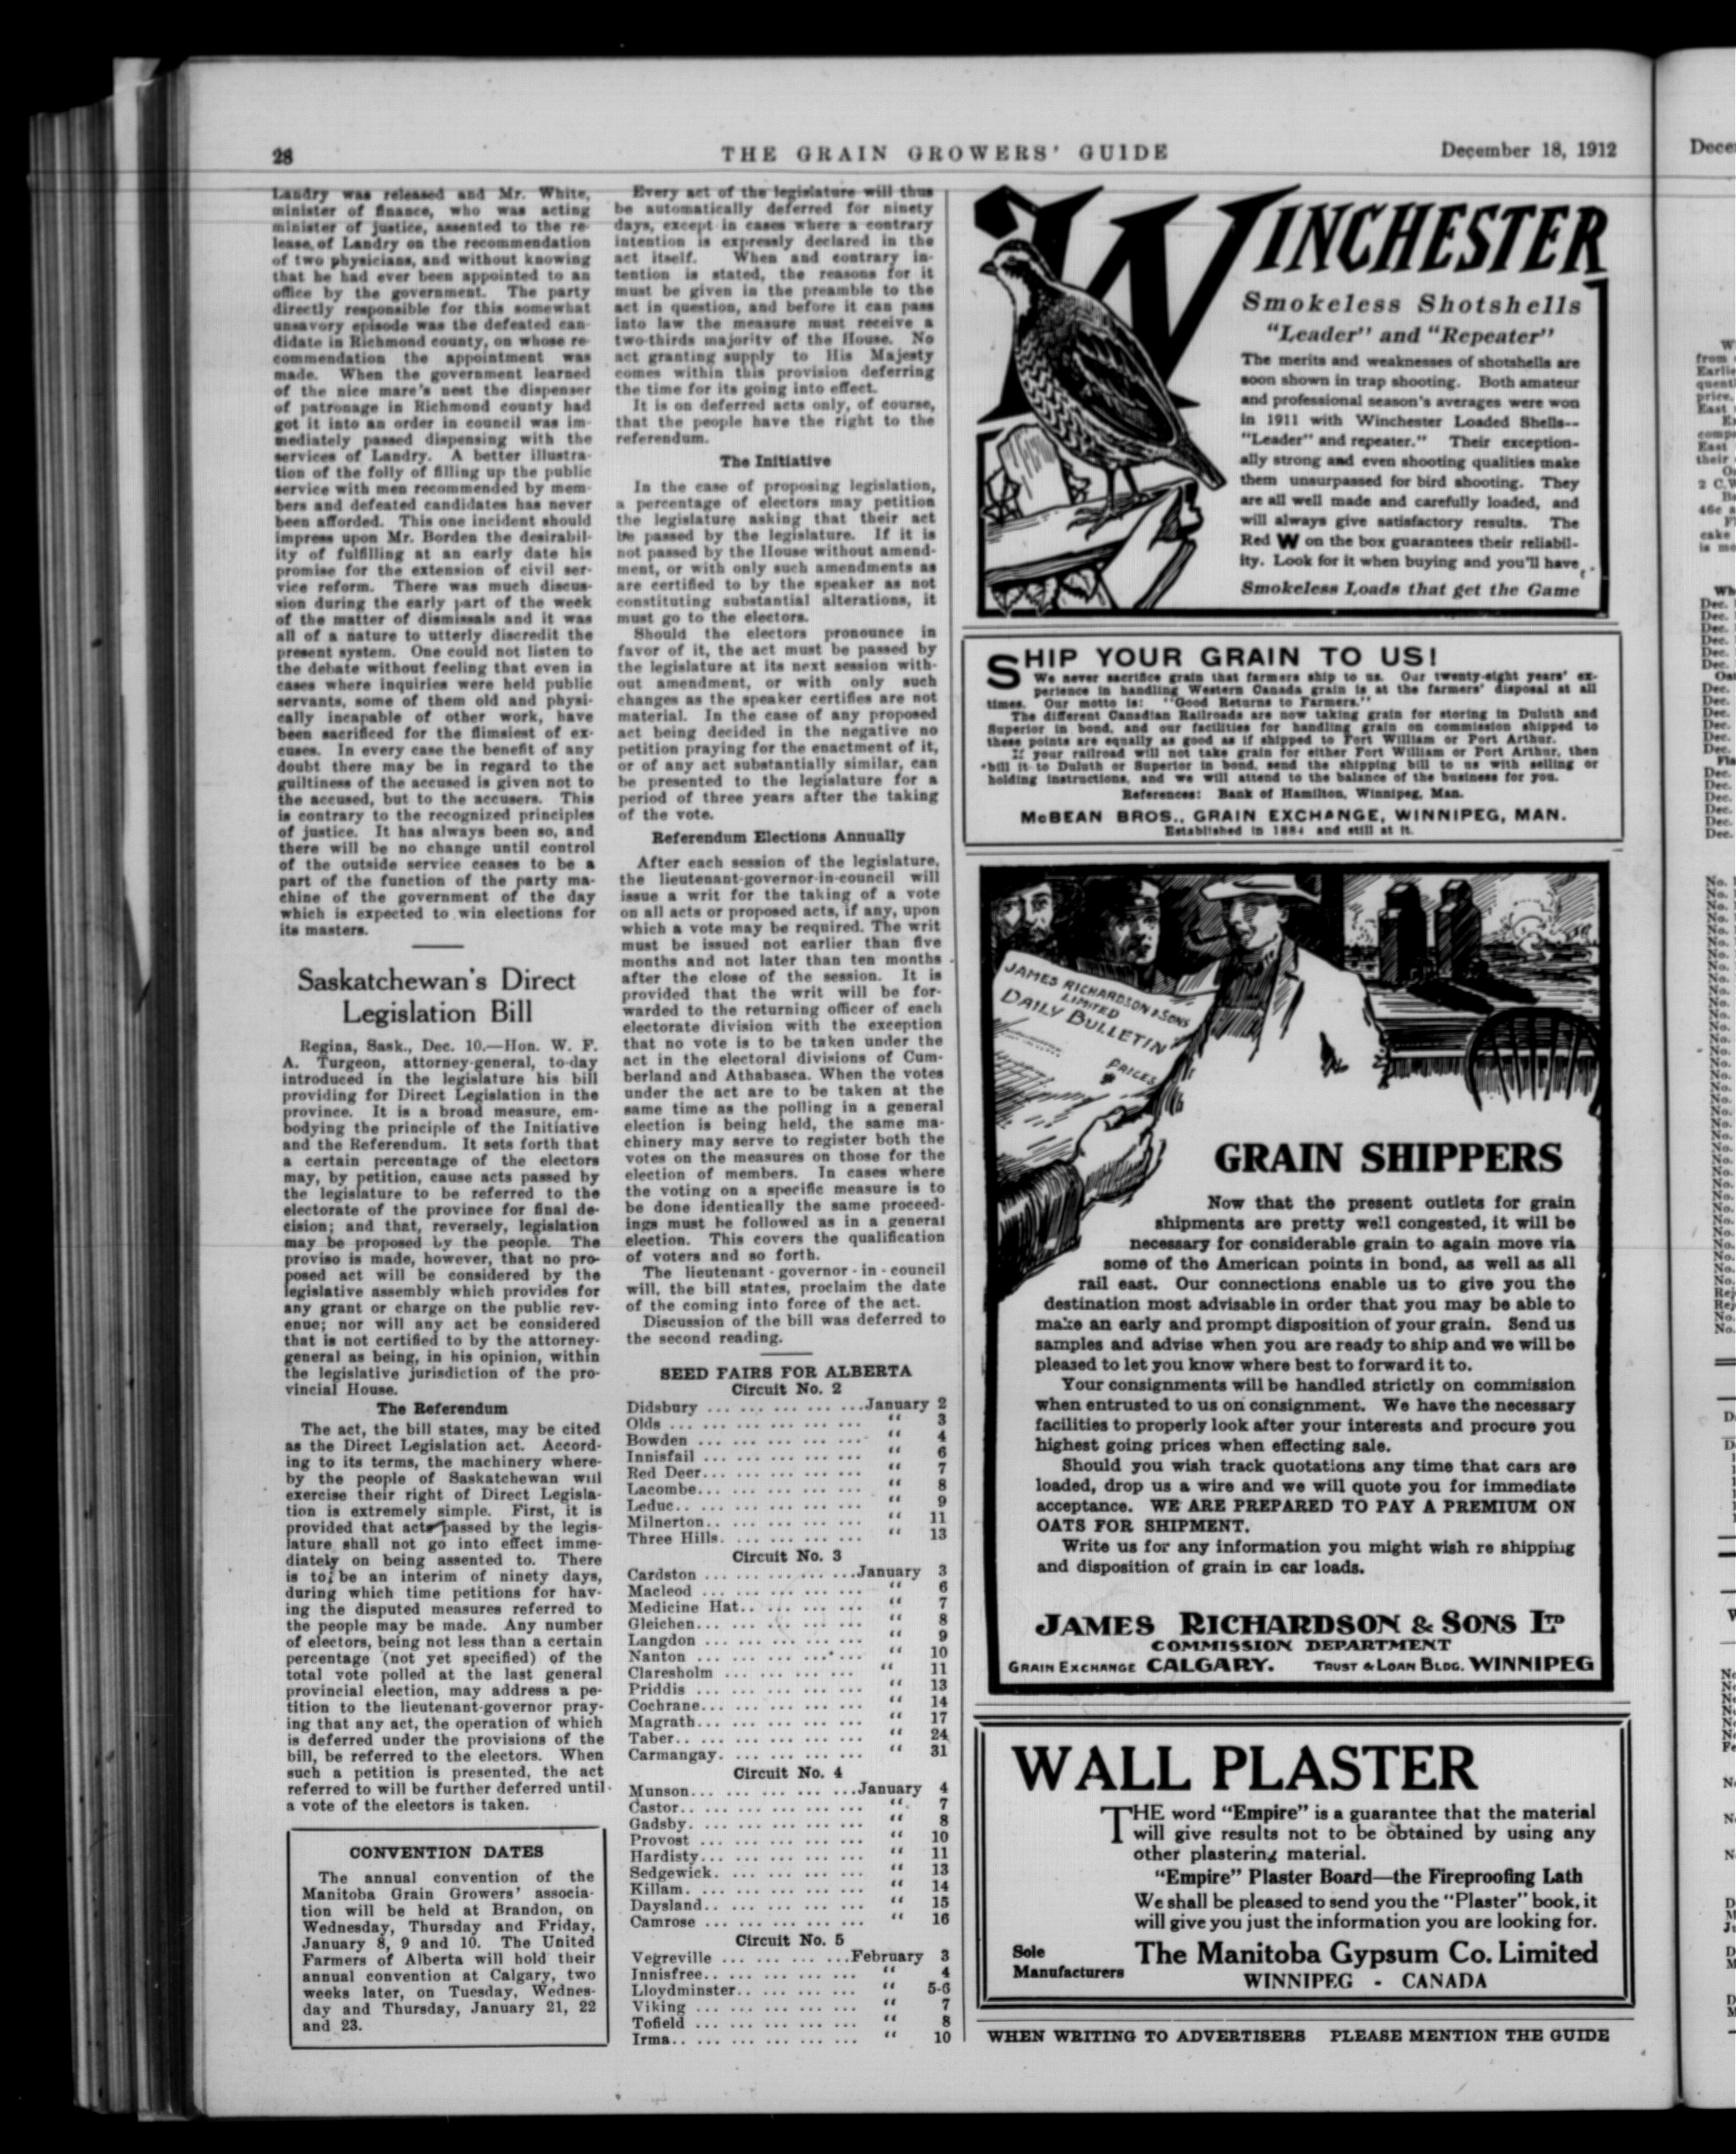 28
THE GRAIN GROWERS' GUIDE
December 18, 1912
Landry was released and Mr. White,
minister of finance, who was acting
minister of justice, assented to the re-
lease of Landry on the recommendation
of two physicians, and without knowing
that he had ever been appointed to an
office by the government. The party
directly responsible for this somewhat
unsavory episode was the defeated can-
didate in Richmond county, on whose re-
commendation the appointment was
made. When the government learned
of the nice mare's nest the dispenser
of patronage in Richmond county had
got it into an order in council was im-
mediately passed dispensing with the
services of Landry. A better illustra-
tion of the folly of filling up the public
service with men recommended by mem-
bers and defeated candidates has never
been afforded. This one incident should
impress upon Mr. Borden the desirabil-
ity of fulfilling at an early date his
promise for the extension of civil ser-
vice reform. There was much discus-
sion during the early part of the week
of the matter of dismissals and it was
all of a nature to utterly discredit the
present system. One could not listen to
the debate without feeling that even in
cases where inquiries were held public
servants, some of them old and physi-
cally incapable of other work, have
been sacrificed for the flimsiest of ex-
cuses. In every case the benefit of any
doubt there may be in regard to the
guiltiness of the accused is given not to
the accused, but to the accusers. This
is contrary to the recognized principles
of justice. It has always been so, and
there will be no change until control
of the outside service ceases to be a
part of the function of the party ma-
chine of the government of the day
which is expected to win elections for
its masters.
Saskatchewan's Direct
Legislation Bill
Regina, Sask., Dec. 10.—Hon. W. F.
A. Turgeon, attorney-general, to-day
introduced in the legislature his bill
providing for Direct Legislation in the
province. It is a broad measure, em-
bodying the principle of the Initiative
and the Referendum. It sets forth that
a certain percentage of the electors
may, by petition, cause acts passed by
the legislature to be referred to the
electorate of the province for final de-
cision; and that, reversely, legislation
may be proposed by the people. The
proviso is made, however, that no pro-
posed act will be considered by the
legislative assembly which provides for
any grant or charge on the public rev-
enue; nor will any act be considered
that is not certified to by the attorney-
general as being, in his opinion, within
the legislative jurisdiction of the pro-
vincial House.
The Referendum
The act, the bill states, may be cited
as the Direct Legislation act. Accord-
ing to its terms, the machinery where-
by the people of Saskatchewan will
exercise their right of Direct Legisla-
tion is extremely simple. First, it is
provided that acts passed by the legis-
lature shall not go into effect imme-
diately on being assented to. There
is to be an interim of ninety days,
during which time petitions for hav-
ing the disputed measures referred to
the people may be made. Any number
of electors, being not less than a certain
percentage (not yet specified) of the
total vote polled at the last general
provincial election, may address a pe-
tition to the lieutenant-governor pray-
ing that any act, the operation of which
is deferred under the provisions of the
bill, be referred to the electors. When
such a petition is presented, the act
referred to will be further deferred until
a vote of the electors is taken.
CONVENTION DATES
The annual convention of the
Manitoba Grain Growers' associa-
tion will be held at Brandon, on
Wednesday, Thursday and Friday,
January 8, 9 and 10. The United
Farmers of Alberta will hold their
annual convention at Calgary, two
weeks later, on Tuesday, Wednes-
day and Thursday, January 21, 22
and 23.
Every act of the legislature will thus
be automatically deferred for ninety
days, except in cases where a contrary
intention is expressly declared in the
act itself. When and contrary in-
tention is stated, the reasons for it
must be given in the preamble to the
act in question, and before it can pass
into law the measure must receive a
two-thirds majority of the House. No
act granting supply to His Majesty
comes within this provision deferring
the time for its going into effect.
It is on deferred acts only, of course,
that the people have the right to the
referendum.
The Initiative
In the case of proposing legislation,
a percentage of electors may petition
the legislature asking that their act
be passed by the legislature. If it is
not passed by the House without amend-
ment, or with only such amendments as
are certified to by the speaker as not
constituting substantial alterations, it
must go to the electors.
Should the electors pronounce in
favor of it, the act must be passed by
the legislature at its next session with-
out amendment, or with only such
changes as the speaker certifies are not
material. In the case of any proposed
act being decided in the negative no
petition praying for the enactment of it,
or of any act substantially similar, can
be presented to the legislature for a
period of three years after the taking
of the vote.
Referendum Elections Annually
After each session of the legislature,
the lieutenant-governor-in-council will
issue a writ for the taking of a vote
on all acts or proposed acts, if any, upon
which a vote may be required. The writ
must be issued not earlier than five
months and not later than ten months
after the close of the session. It is
provided that the writ will be for-
warded to the returning officer of each
electorate division with the exception
that no vote is to be taken under the
act in the electoral divisions of Cum-
berland and Athabasca. When the votes
under the act are to be taken at the
same time as the polling in a general
election is being held, the same ma-
chinery may serve to register both the
votes on the measures on those for the
election of members. In cases where
the voting on a specific measure is to
be done identically the same proceed-
ings must be followed as in a general
election. This covers the qualification
of voters and so forth.
The lieutenant-governor-in-council
will, the bill states, proclaim the date
of the coming into force of the act.
Discussion of the bill was deferred to
the second reading.
SEED FAIRS FOR ALBERTA
Circuit No. 2
Didsbury ... ... ... ... ...January 2
Olds ... ... ... ... ... ... " 3
Bowden ... ... ... ... ... " 4
Innisfail ... ... ... ... ... " 6
Red Deer... ... ... ... ... " 7
Lacombe... ... ... ... ... " 8
Leduc.. ... ... ... ... ... " 9
Milnerton.. ... ... ... ... " 11
Three Hills. ... ... ... ... " 13
Circuit No. 3
Cardston ... ... ... ... ...January 3
Macleod ... ... ... ... ... " 6
Medicine Hat.. ... ... ... " 7
Gleichen... ... ... ... ... " 8
Langdon ... ... ... ... ... " 9
Nanton ... ... ... ... ... " 10
Claresholm ... ... ... ... " 11
Priddis ... ... ... ... ... " 13
Cochrane... ... ... ... ... " 14
Magrath... ... ... ... ... " 17
Taber.. ... ... ... ... ... " 24
Carmangay. ... ... ... ... " 31
Circuit No. 4
Munson... ... ... ... ...January 4
Castor.. ... ... ... ... ... " 7
Gadsby. ... ... ... ... ... " 8
Provost ... ... ... ... ... " 10
Hardisty... ... ... ... ... " 11
Sedgewick. ... ... ... ... " 13
Killam. ... ... ... ... ... " 14
Daysland.. ... ... ... ... " 15
Camrose ... ... ... ... ... " 16
Circuit No. 5
Vegreville ... ... ... ...February 3
Innisfree.. ... ... ... ... " 4
Lloydminster.. ... ... ... " 5-6
Viking ... ... ... ... ... " 7
Tofield ... ... ... ... ... " 8
Irma.. ... ... ... ... ... " 10
WINCHESTER
Smokeless Shotshells
"Leader" and "Repeater"
The merits and weaknesses of shotshells are
soon shown in trap shooting. Both amateur
and professional season's averages were won
in 1911 with Winchester Loaded Shells--
"Leader" and repeater." Their exception-
ally strong and even shooting qualities make
them unsurpassed for bird shooting. They
are all well made and carefully loaded, and
will always give satisfactory results. The
Red W on the box guarantees their reliabil-
ity. Look for it when buying and you'll have
Smokeless Loads that get the Game
SHIP YOUR GRAIN TO US!
We never sacrifice grain that farmers ship to us. Our twenty-eight years' ex-
perience in handling Western Canada grain is at the farmers' disposal at all
times. Our motto is: "Good Returns to Farmers."
The different Canadian Railroads are now taking grain for storing in Duluth and
Superior in bond, and our facilities for handling grain on commission shipped to
these points are equally as good as if shipped to Fort William or Port Arthur.
If your railroad will not take grain for either Fort William or Port Arthur, then
bill it to Duluth or Superior in bond, send the shipping bill to us with selling or
holding instructions, and we will attend to the balance of the business for you.
References: Bank of Hamilton, Winnipeg, Man.
McBEAN BROS., GRAIN EXCHANGE, WINNIPEG, MAN.
Established in 1884 and still at it.
JAMES RICHARDSON & SONS
LIMITED
DAILY BULLETIN
PRICES
GRAIN SHIPPERS
Now that the present outlets for grain
shipments are pretty well congested, it will be
necessary for considerable grain to again move via
some of the American points in bond, as well as all
rail east. Our connections enable us to give you the
destination most advisable in order that you may be able to
make an early and prompt disposition of your grain. Send us
samples and advise when you are ready to ship and we will be
pleased to let you know where best to forward it to.
Your consignments will be handled strictly on commission
when entrusted to us on consignment. We have the necessary
facilities to properly look after your interests and procure you
highest going prices when effecting sale.
Should you wish track quotations any time that cars are
loaded, drop us a wire and we will quote you for immediate
acceptance. WE ARE PREPARED TO PAY A PREMIUM ON
OATS FOR SHIPMENT.
Write us for any information you might wish re shipping
and disposition of grain in car loads.
JAMES RICHARDSON & SONS LTD
COMMISSION DEPARTMENT
GRAIN EXCHANGE CALGARY. TRUST & LOAN BLDG. WINNIPEG
WALL PLASTER
THE word "Empire" is a guarantee that the material
will give results not to be obtained by using any
other plastering material.
"Empire" Plaster Board—the Fireproofing Lath
We shall be pleased to send you the "Plaster" book, it
will give you just the information you are looking for.
Sole
Manufacturers
The Manitoba Gypsum Co. Limited
WINNIPEG - CANADA
WHEN WRITING TO ADVERTISERS PLEASE MENTION THE GUIDE